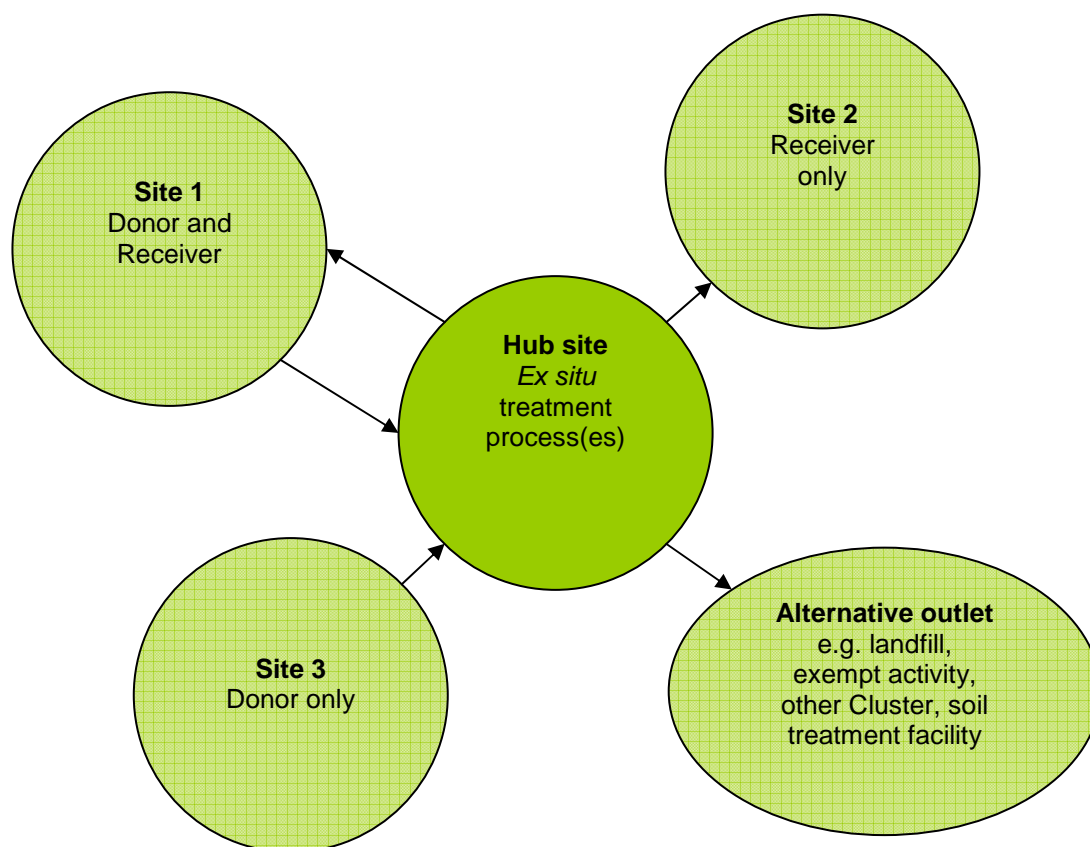 Site 1
Donor and
Receiver
Site 2
Receiver
only
Hub site
Ex situ
treatment
process(es)
Site 3
Donor only
Alternative outlet
e.g. landfill,
exempt activity,
other Cluster, soil
treatment facility